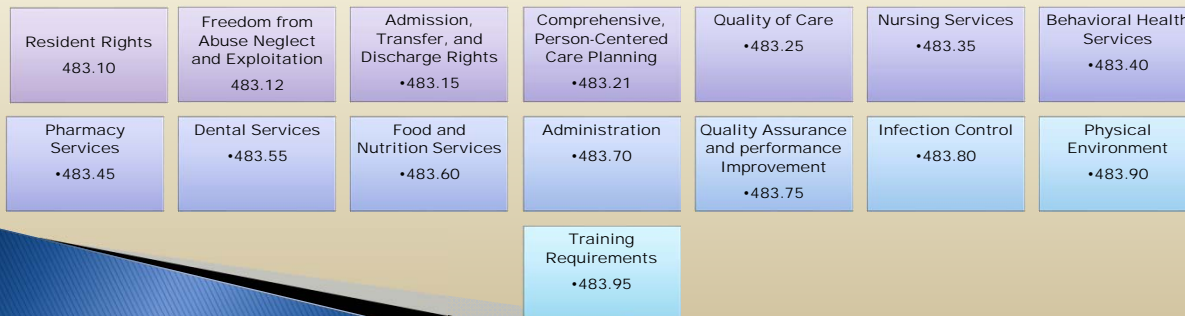 Resident Rights
483.10
Freedom from
Abuse Neglect
and Exploitation
483.12
Admission,
Transfer, and
Discharge Rights
•483.15
Comprehensive,
Person-Centered
Care Planning
•483.21
Quality of Care
•483.25
Nursing Services
•483.35
Behavioral Health
Services
•483.40
Pharmacy
Services
•483.45
Dental Services
•483.55
Food and
Nutrition Services
•483.60
Administration
•483.70
Quality Assurance
and performance
Improvement
•483.75
Infection Control
•483.80
Physical
Environment
•483.90
Training
Requirements
•483.95